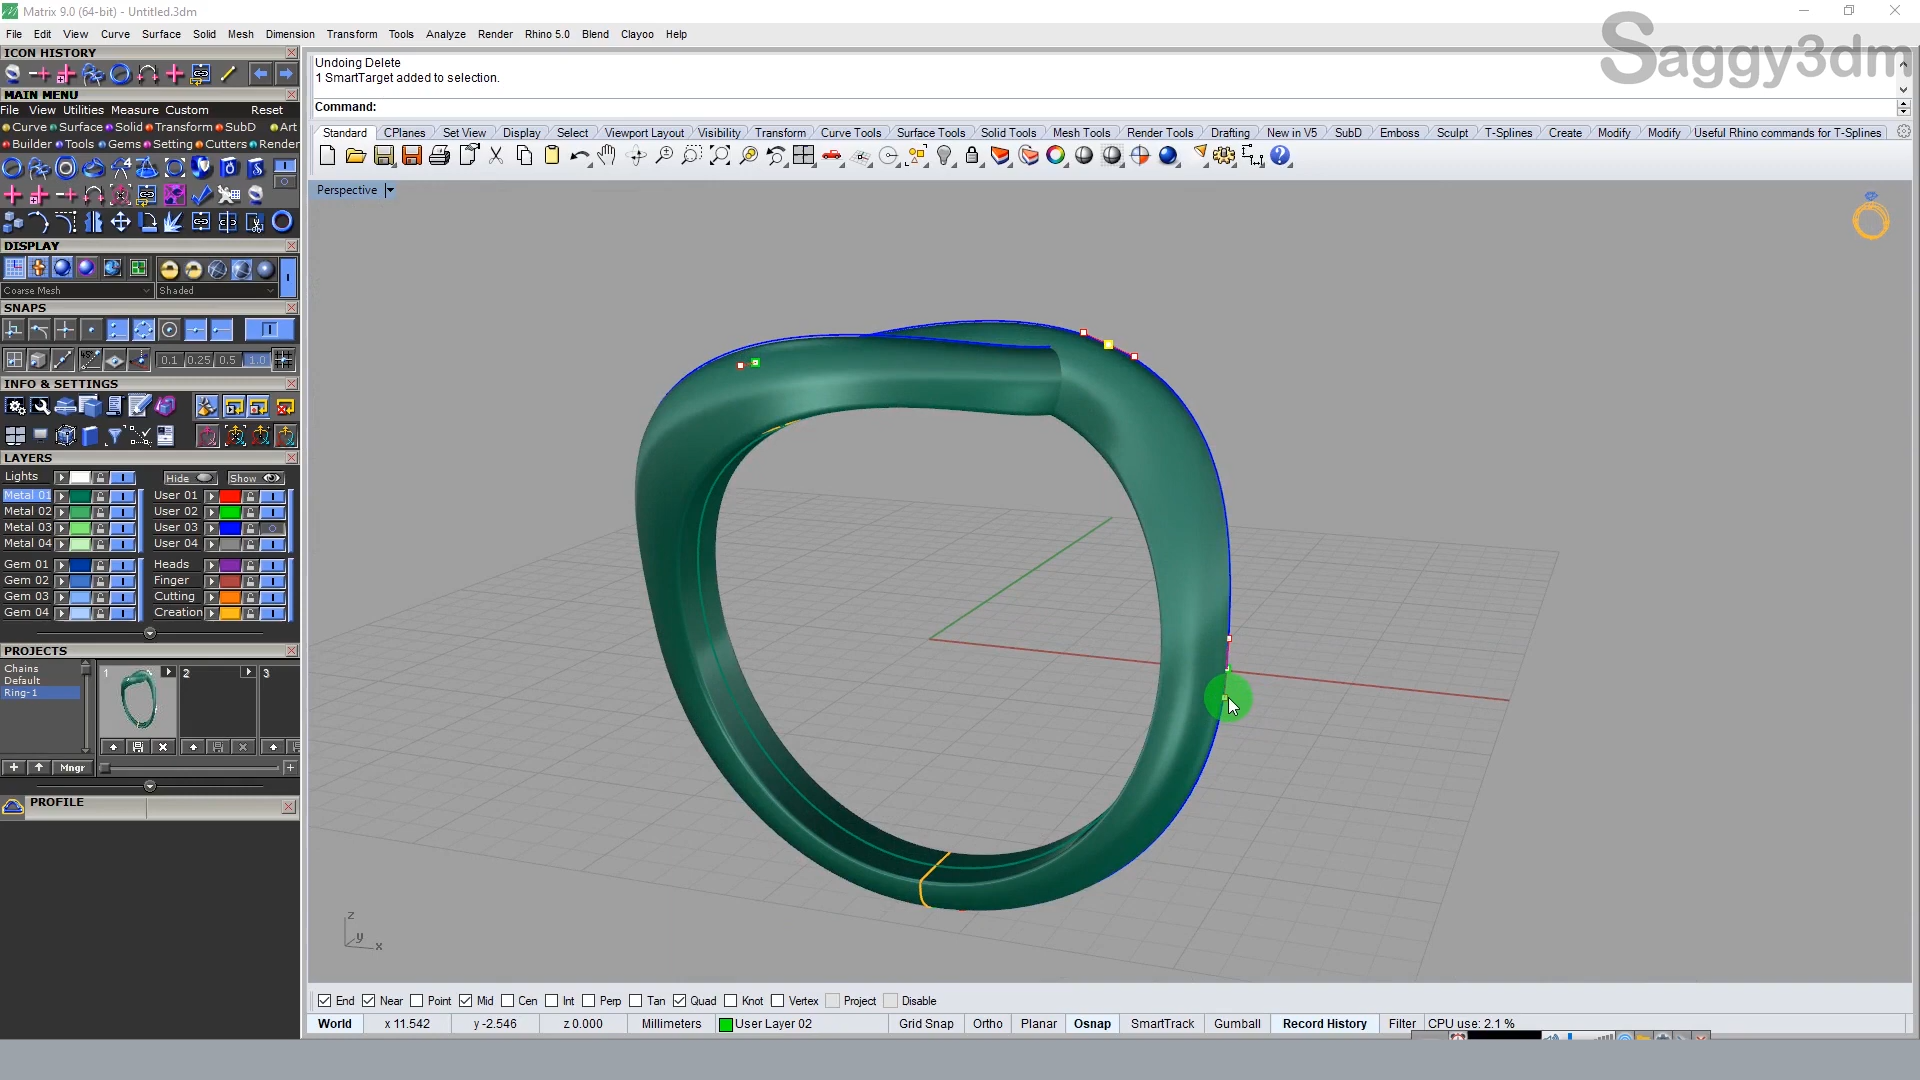 Matrix 9.0 (64-bit) - Untitled.3dm
Saggy3dm
File Edit View Curve Surface Solid Mesh Dimension Transform Tools Analyze Render Rhino 5.0 Blend Clayoo Help
ICON HISTORY
Undoing Delete
1 SmartTarget added to selection.
Command:
MAIN MENU
File View Utilities Measure Custom Reset
Curve Surface Solid Transform SubD Art
Builder Tools Gems Setting Cutters Render
Standard CPlanes Set View Display Select Viewport Layout Visibility Transform Curve Tools Surface Tools Solid Tools Mesh Tools Render Tools Drafting New in V5 SubD Emboss Sculpt T-Splines Create Modify Modify Useful Rhino commands for T-Splines
Perspective
DISPLAY
Coarse Mesh Shaded
SNAPS
0.1 0.25 0.5 1.0
INFO & SETTINGS
LAYERS
Lights Hide Show
Metal 01 User 01
Metal 02 User 02
Metal 03 User 03
Metal 04 User 04
Gem 01 Heads
Gem 02 Finger
Gem 03 Cutting
Gem 04 Creation
PROJECTS
Chains
Default
Ring-1
1 2 3
Mngr
PROFILE
z
y
x
End Near Point Mid Cen Int Perp Tan Quad Knot Vertex Project Disable
World x 11.542 y -2.546 z 0.000 Millimeters User Layer 02 Grid Snap Ortho Planar Osnap SmartTrack Gumball Record History Filter CPU use: 2.1 %